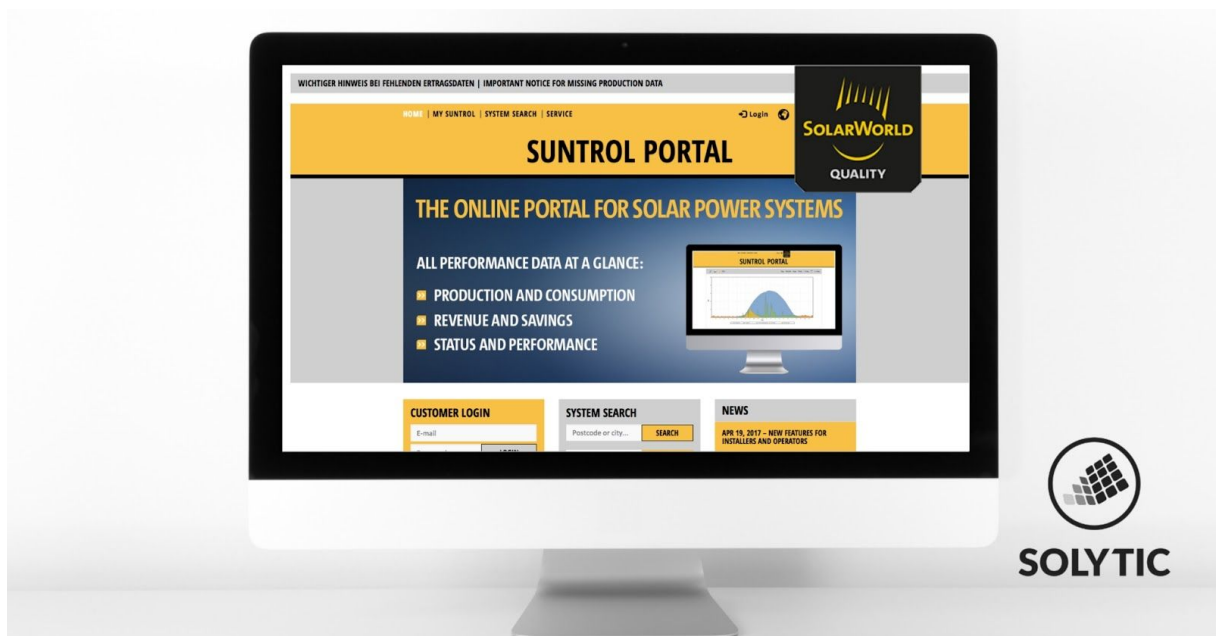 WICHTIGER HINWEIS BEI FEHLENDEN ERTRAGSDATEN | IMPORTANT NOTICE FOR MISSING PRODUCTION DATA
HOME | MY SUNTROL | SYSTEM SEARCH | SERVICE
Login
SOLARWORLD
QUALITY
SUNTROL PORTAL
THE ONLINE PORTAL FOR SOLAR POWER SYSTEMS
ALL PERFORMANCE DATA AT A GLANCE:
PRODUCTION AND CONSUMPTION
REVENUE AND SAVINGS
STATUS AND PERFORMANCE
SUNTROL PORTAL
CUSTOMER LOGIN
E-mail
LOGIN
SYSTEM SEARCH
Postcode or city...
SEARCH
NEWS
APR 19, 2017 – NEW FEATURES FOR
INSTALLERS AND OPERATORS
SOLYTIC